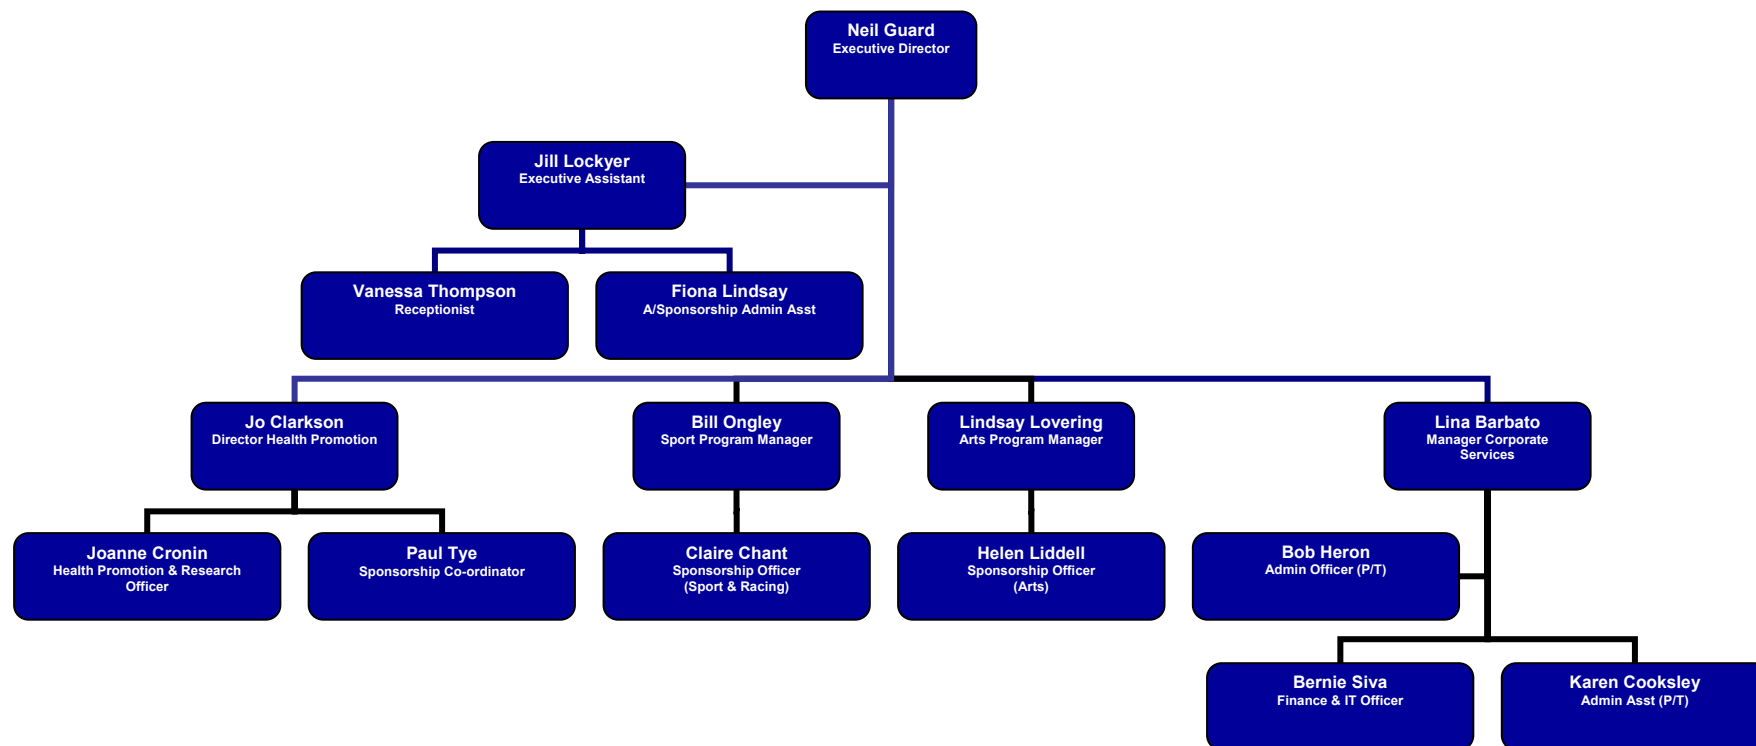 Neil Guard
Executive Director
Jill Lockyer
Executive Assistant
Vanessa Thompson
Receptionist
Fiona Lindsay
A/Sponsorship Admin Asst
Jo Clarkson
Director Health Promotion
Bill Ongley
Sport Program Manager
Lindsay Lovering
Arts Program Manager
Lina Barbato
Manager Corporate
Services
Joanne Cronin
Health Promotion & Research
Officer
Paul Tye
Sponsorship Co-ordinator
Claire Chant
Sponsorship Officer
(Sport & Racing)
Helen Liddell
Sponsorship Officer
(Arts)
Bob Heron
Admin Officer (P/T)
Bernie Siva
Finance & IT Officer
Karen Cooksley
Admin Asst (P/T)